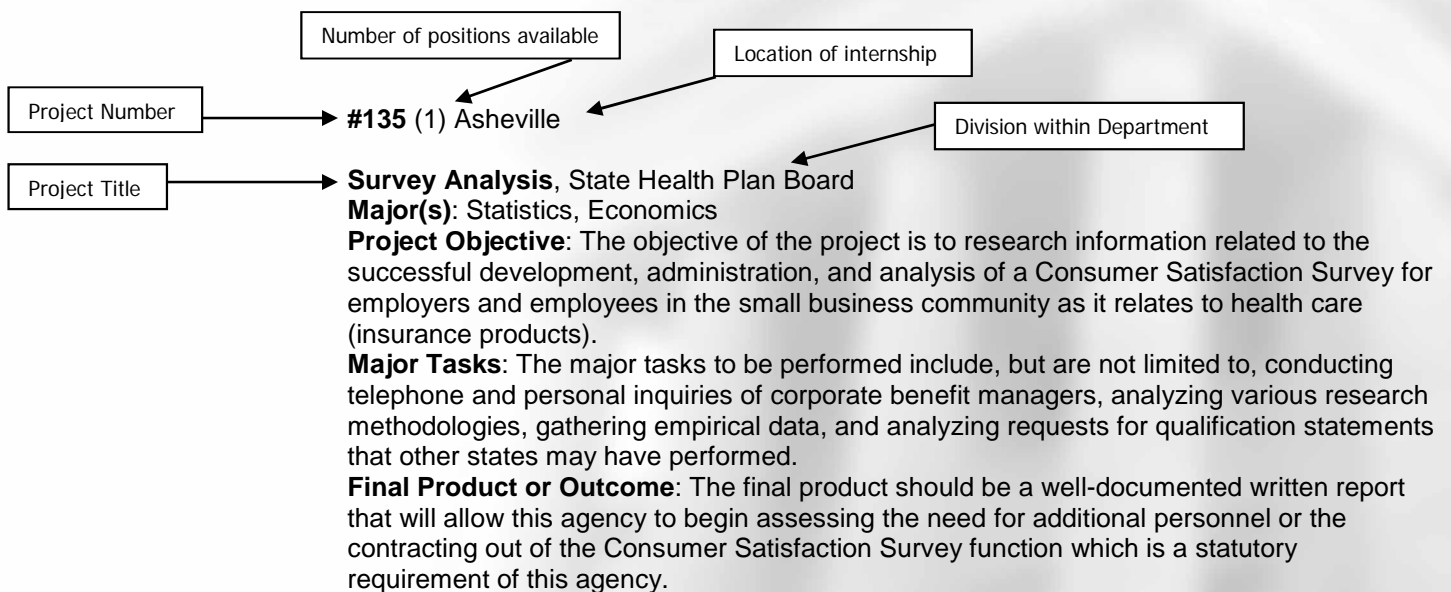 Number of positions available
Location of internship
Project Number
#135 (1) Asheville
Division within Department
Project Title
Survey Analysis, State Health Plan Board
Major(s): Statistics, Economics
Project Objective: The objective of the project is to research information related to the
successful development, administration, and analysis of a Consumer Satisfaction Survey for
employers and employees in the small business community as it relates to health care
(insurance products).
Major Tasks: The major tasks to be performed include, but are not limited to, conducting
telephone and personal inquiries of corporate benefit managers, analyzing various research
methodologies, gathering empirical data, and analyzing requests for qualification statements
that other states may have performed.
Final Product or Outcome: The final product should be a well-documented written report
that will allow this agency to begin assessing the need for additional personnel or the
contracting out of the Consumer Satisfaction Survey function which is a statutory
requirement of this agency.